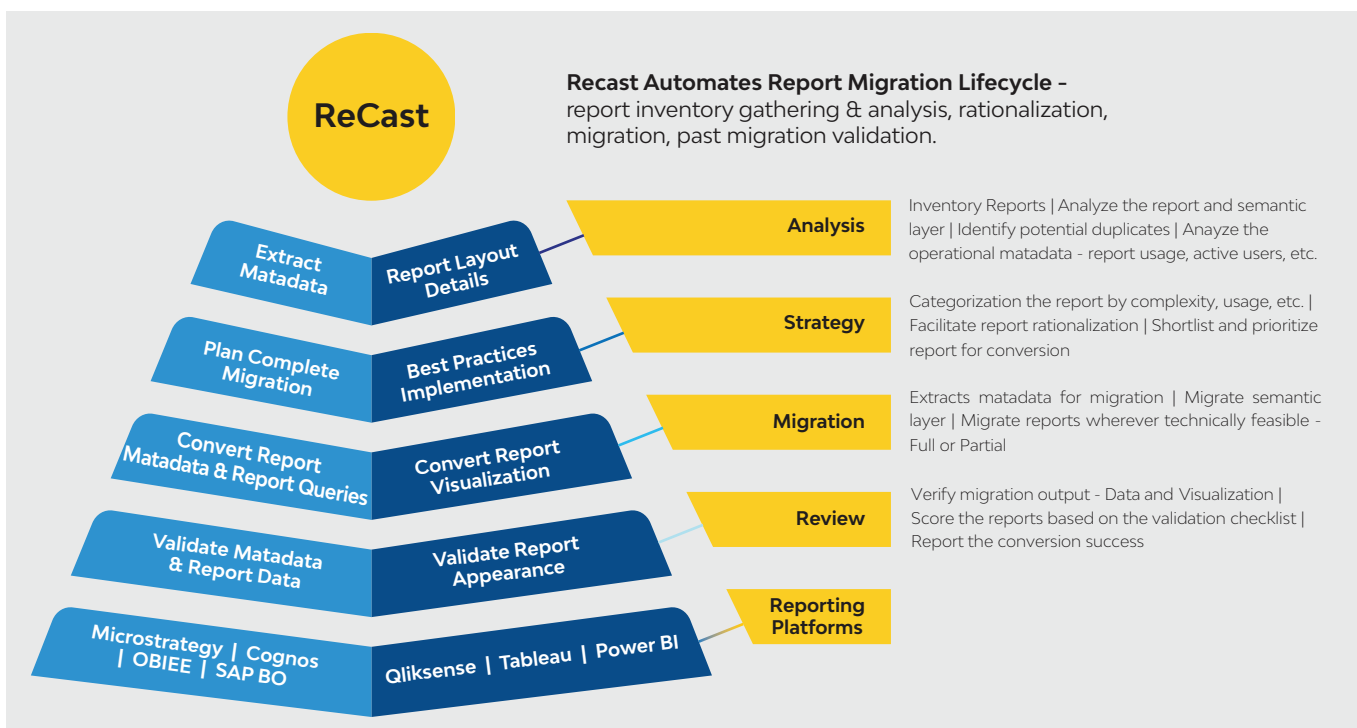 ReCast
Recast Automates Report Migration Lifecycle -
report inventory gathering & analysis, rationalization,
migration, past migration validation.
Extract
Matadata
Report Layout
Details
Analysis
Inventory Reports | Analyze the report and semantic
layer | Identify potential duplicates | Anayze the
operational matadata - report usage, active users, etc.
Plan Complete
Migration
Best Practices
Implementation
Strategy
Categorization the report by complexity, usage, etc. |
Facilitate report rationalization | Shortlist and prioritize
report for conversion
Convert Report
Matadata & Report Queries
Convert Report
Visualization
Migration
Extracts matadata for migration | Migrate semantic
layer | Migrate reports wherever technically feasible -
Full or Partial
Validate Matadata
& Report Data
Validate Report
Appearance
Review
Verify migration output - Data and Visualization |
Score the reports based on the validation checklist |
Report the conversion success
Microstrategy | Cognos
| OBIEE | SAP BO
Qliksense | Tableau | Power BI
Reporting
Platforms